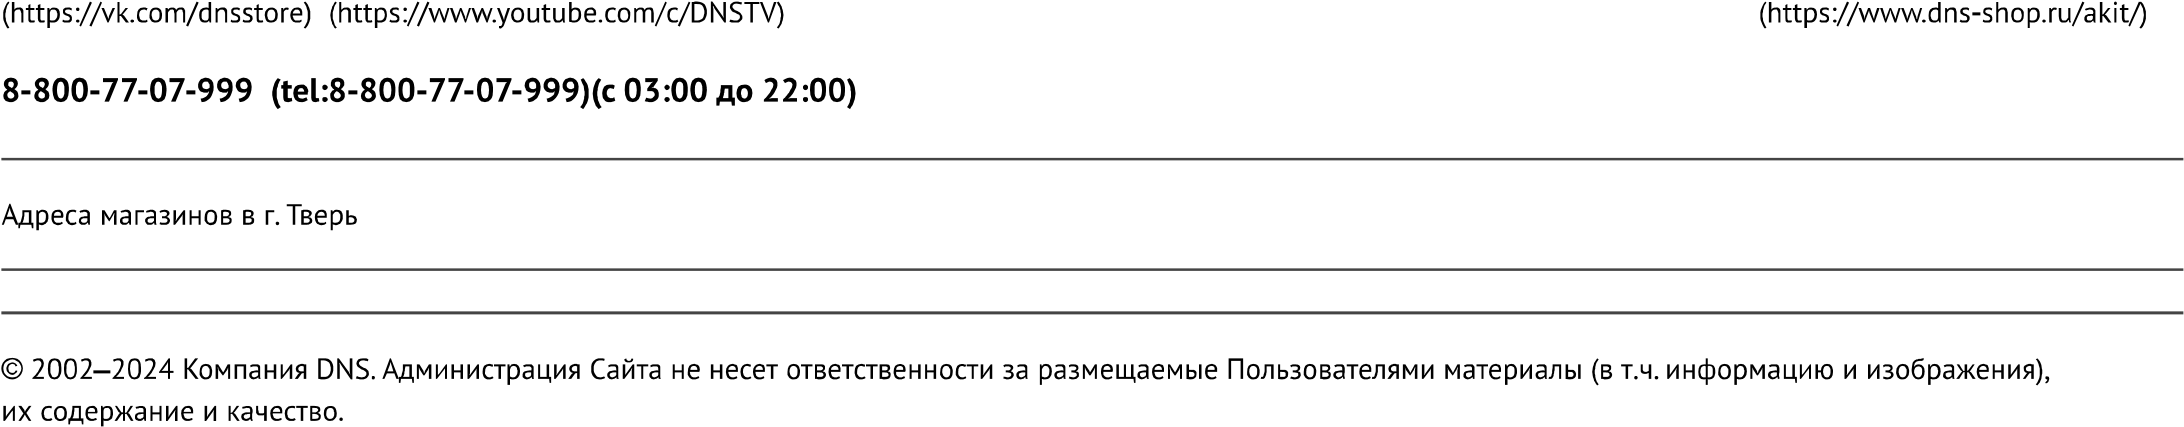 (https://vk.com/dnsstore) (https://www.youtube.com/c/DNSTV) (https://www.dns-shop.ru/akit/)
8-800-77-07-999 (tel:8-800-77-07-999)(с 03:00 до 22:00)
Адреса магазинов в г. Тверь
© 2002–2024 Компания DNS. Администрация Сайта не несет ответственности за размещаемые Пользователями материалы (в т.ч. информацию и изображения),
их содержание и качество.